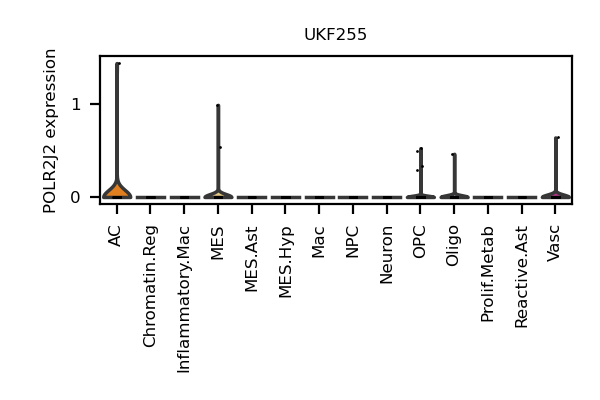 UKF255
POLR2J2 expression
1
0
AC
Chromatin.Reg
Inflammatory.Mac
MES
MES.Ast
MES.Hyp
Mac
NPC
Neuron
OPC
Oligo
Prolif.Metab
Reactive.Ast
Vasc